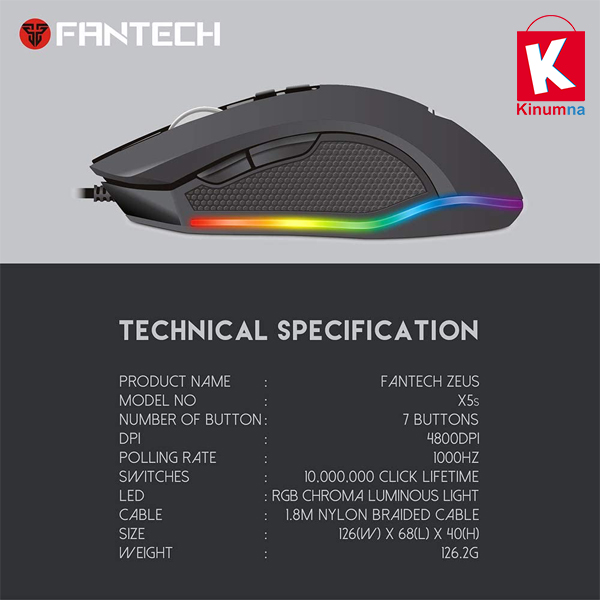 FANTECH
K
Kinumna
TECHNICAL SPECIFICATION
PRODUCT NAME : FANTECH ZEUS
MODEL NO : X5s
NUMBER OF BUTTON : 7 BUTTONS
DPI : 4800DPI
POLLING RATE : 1000HZ
SWITCHES : 10.000.000 CLICK LIFETIME
LED : RGB CHROMA LUMINOUS LIGHT
CABLE : 1.8M NYLON BRAIDED CABLE
SIZE : 126(W) X 68(L) X 40(H)
WEIGHT : 126.2G